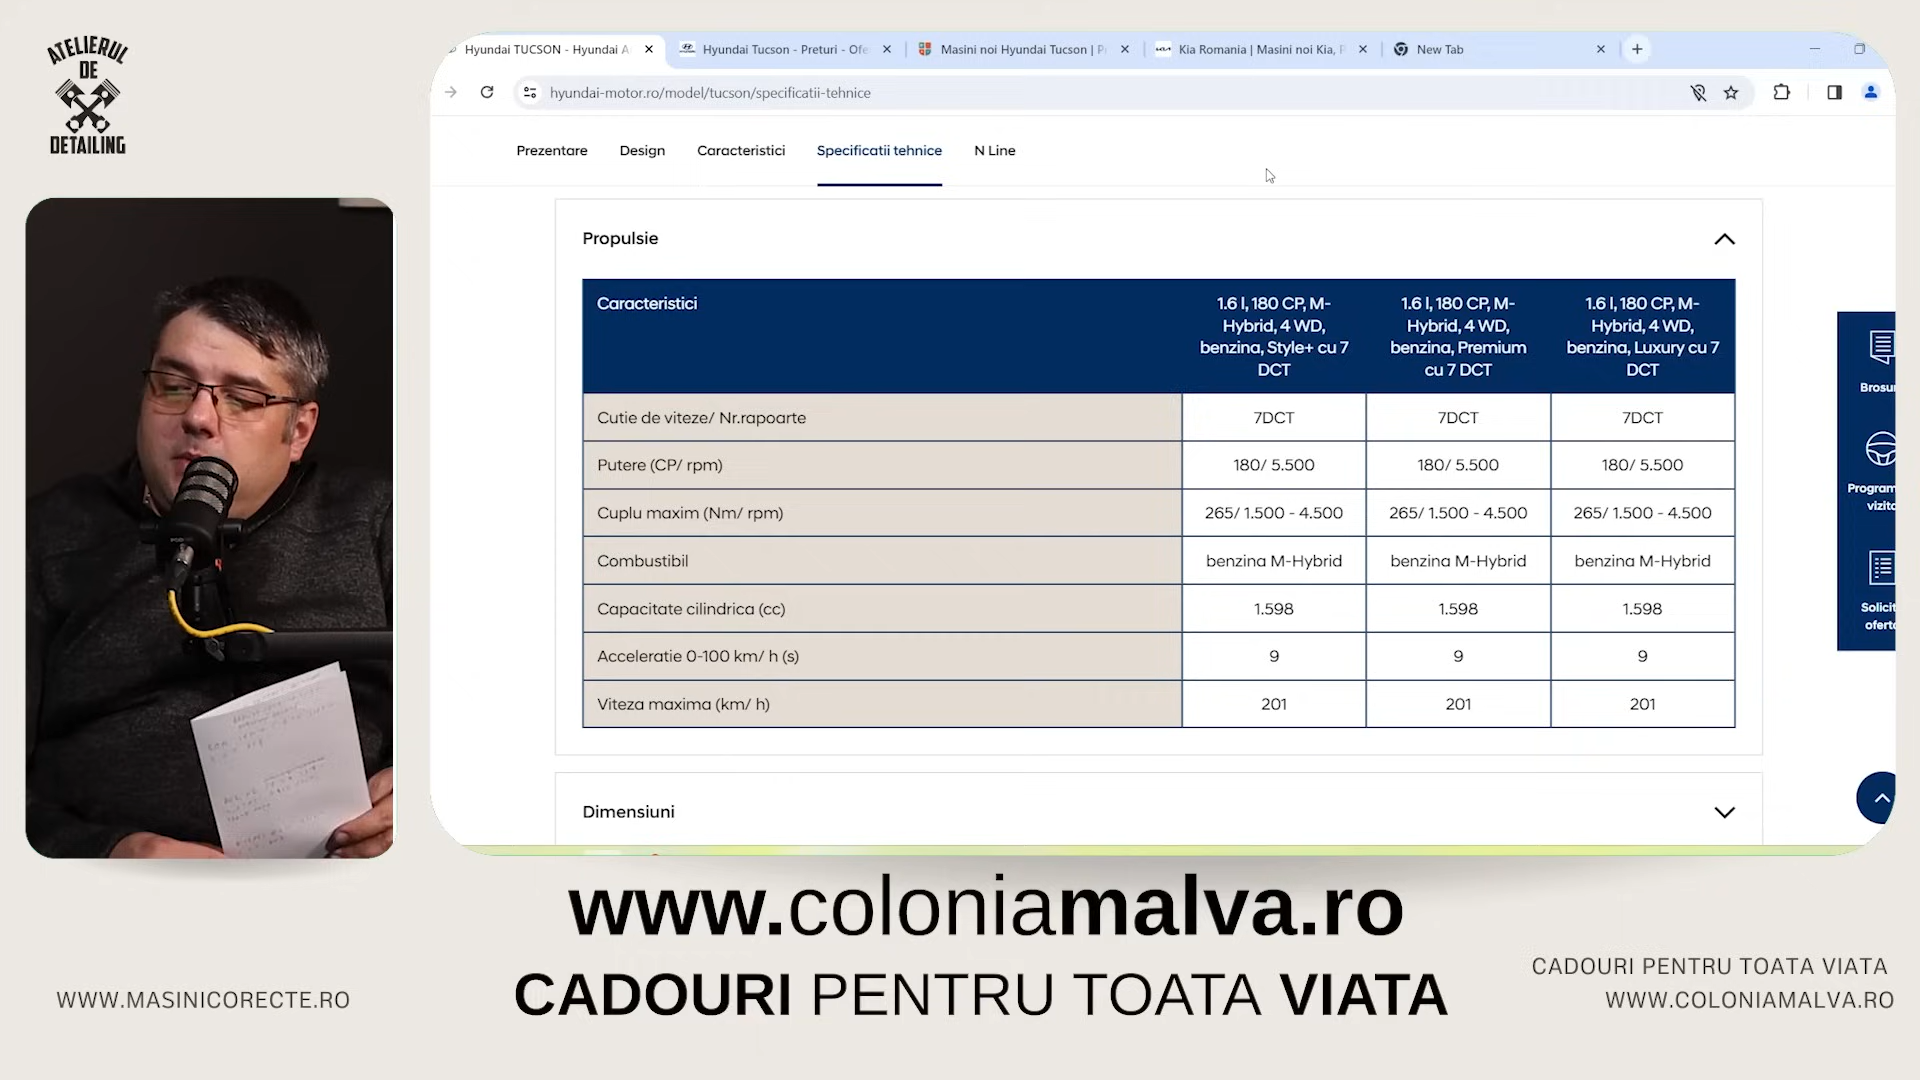 ATELIERUL
DE
DETAILING
Hyundai TUCSON - Hyundai A
Hyundai Tucson - Preturi - Ofe
Masini noi Hyundai Tucson | P
Kia Romania | Masini noi Kia, P
New Tab
hyundai-motor.ro/model/tucson/specificatii-tehnice
Prezentare Design Caracteristici Specificatii tehnice N Line
Propulsie
Caracteristici
1.6 l, 180 CP, M-
Hybrid, 4 WD,
benzina, Style+ cu 7
DCT
1.6 l, 180 CP, M-
Hybrid, 4 WD,
benzina, Premium
cu 7 DCT
1.6 l, 180 CP, M-
Hybrid, 4 WD,
benzina, Luxury cu 7
DCT
Cutie de viteze/ Nr.rapoarte 7DCT 7DCT 7DCT
Putere (CP/ rpm) 180/ 5.500 180/ 5.500 180/ 5.500
Cuplu maxim (Nm/ rpm) 265/ 1.500 - 4.500 265/ 1.500 - 4.500 265/ 1.500 - 4.500
Combustibil benzina M-Hybrid benzina M-Hybrid benzina M-Hybrid
Capacitate cilindrica (cc) 1.598 1.598 1.598
Acceleratie 0-100 km/ h (s) 9 9 9
Viteza maxima (km/ h) 201 201 201
Dimensiuni
Brosu
Program
vizita
Solicit
oferta
www.coloniamalva.ro
CADOURI PENTRU TOATA VIATA
WWW.MASINICORECTE.RO
CADOURI PENTRU TOATA VIATA
WWW.COLONIAMALVA.RO